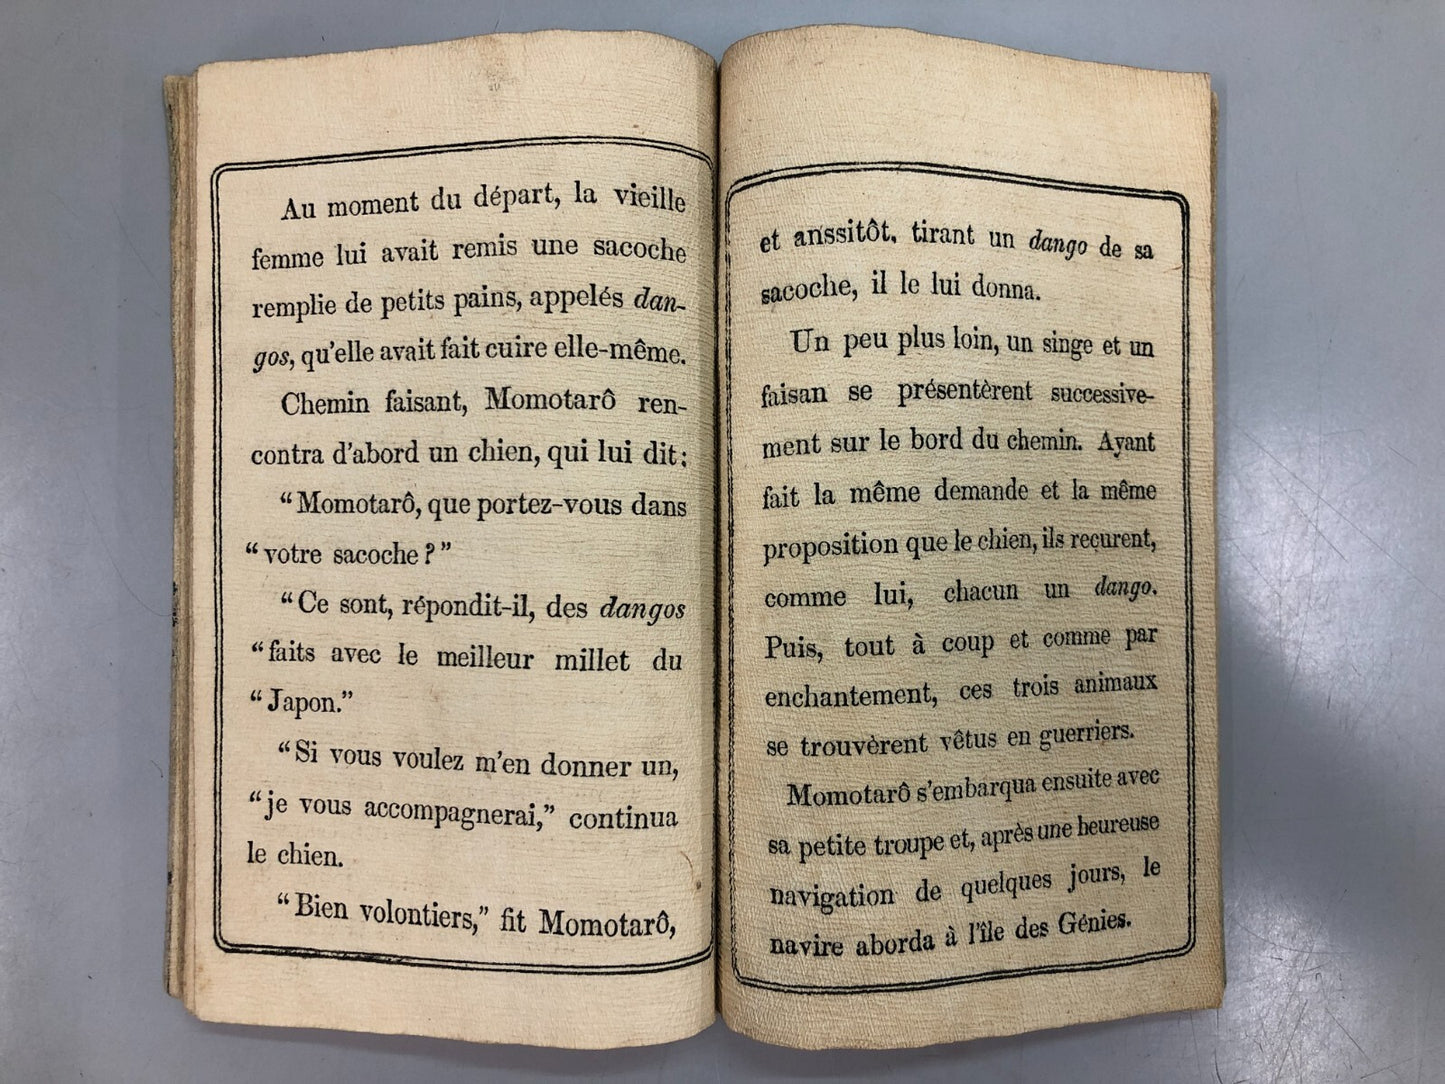 Au moment du départ, la vieille
femme lui avait remis une sacoche
remplie de petits pains, appelés dan-
gos, qu'elle avait fait cuire elle-même.
Chemin faisant, Momotarô ren-
contra d'abord un chien, qui lui dit:
“Momotarô, que portez-vous dans
“votre sacoche?”
“Ce sont, répondit-il, des dangos
“faits avec le meilleur millet du
“Japon.”
“Si vous voulez m'en donner un,
“je vous accompagnerai,” continua
le chien.
“Bien volontiers,” fit Momotarô,
et anssitôt, tirant un dango de sa
sacoche, il le lui donna.
Un peu plus loin, un singe et un
faisan se présentèrent successive-
ment sur le bord du chemin. Ayant
fait la même demande et la même
proposition que le chien, ils reçurent,
comme lui, chacun un dango.
Puis, tout à coup et comme par
enchantement, ces trois animaux
se trouvèrent vêtus en guerriers.
Momotarô s'embarqua ensuite avec
sa petite troupe et, après une heureuse
navigation de quelques jours, le
navire aborda à l'île des Génies.